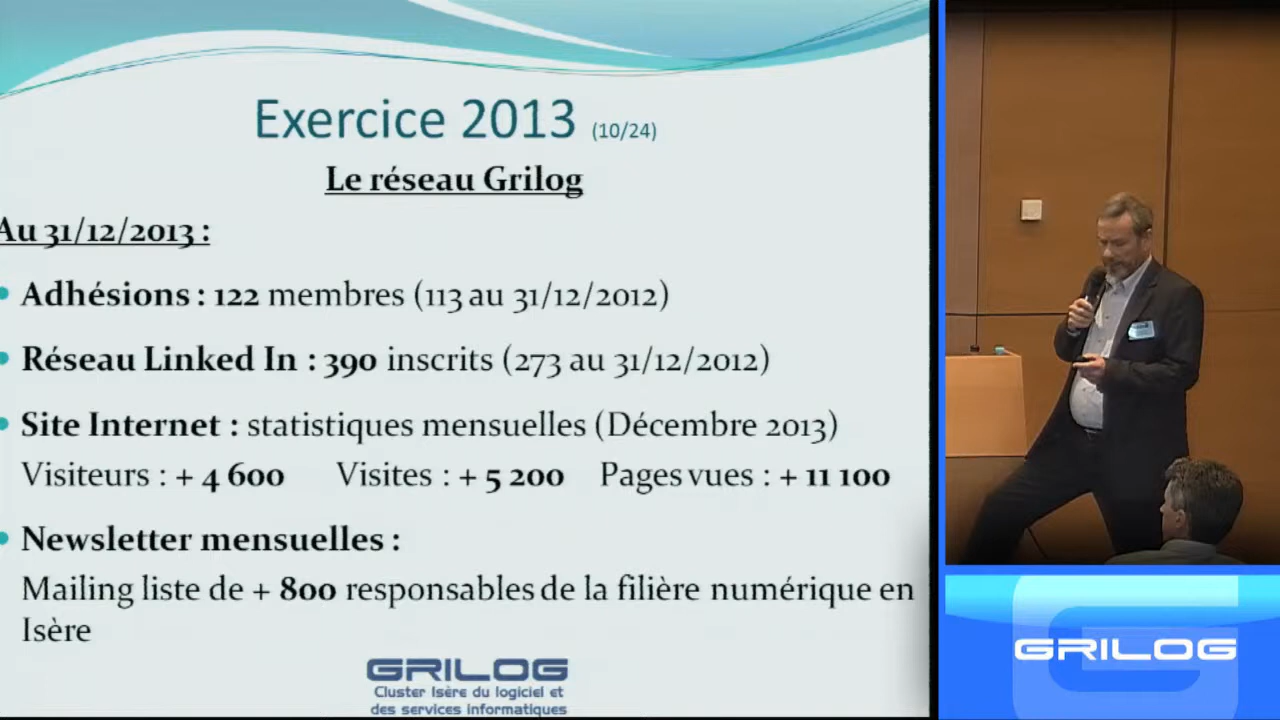 Exercice 2013 (10/24)
Le réseau Grilog
Au 31/12/2013 :
Adhésions : 122 membres (113 au 31/12/2012)
Réseau Linked In : 390 inscrits (273 au 31/12/2012)
Site Internet : statistiques mensuelles (Décembre 2013)
Visiteurs : + 4 600 Visites : + 5 200 Pages vues : + 11 100
Newsletter mensuelles :
Mailing liste de + 800 responsables de la filière numérique en
Isère
GRILOG
Cluster Isère du logiciel et
des services informatiques
GRILOG